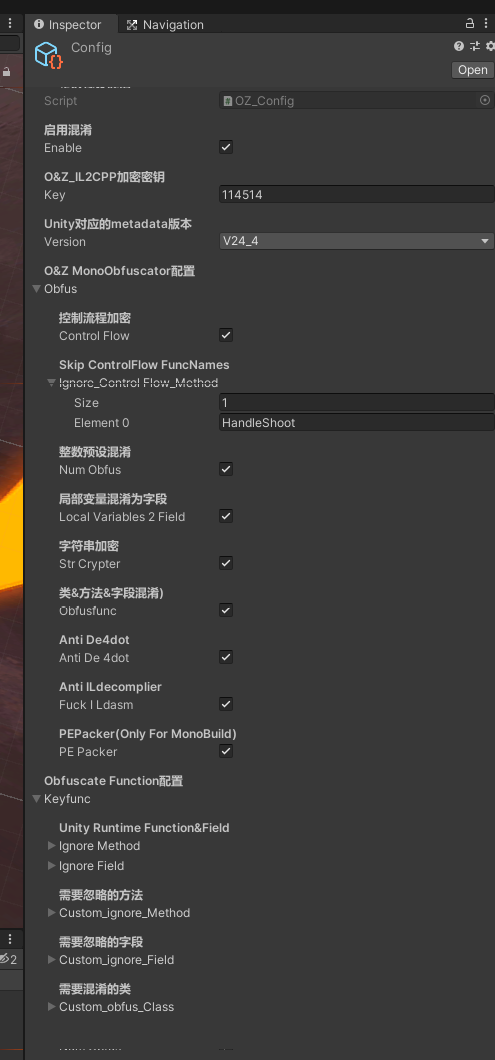 Inspector
Navigation
Config
Open
Script
OZ_Config
启用混淆
Enable
O&Z_IL2CPP加密密钥
Key
114514
Unity对应的metadata版本
Version
V24_4
O&Z MonoObfuscator配置
Obfus
控制流程加密
Control Flow
Skip ControlFlow FuncNames
Ignore_Control Flow_Method
Size
1
Element 0
HandleShoot
整数预设混淆
Num Obfus
局部变量混淆为字段
Local Variables 2 Field
字符串加密
Str Crypter
类&方法&字段混淆)
Obfusfunc
Anti De4dot
Anti De 4dot
Anti ILdecomplier
Fuck I Ldasm
PEPacker(Only For MonoBuild)
PE Packer
Obfuscate Function配置
Keyfunc
Unity Runtime Function&Field
Ignore Method
Ignore Field
需要忽略的方法
Custom_ignore_Method
需要忽略的字段
Custom_ignore_Field
2
需要混淆的类
Custom_obfus_Class